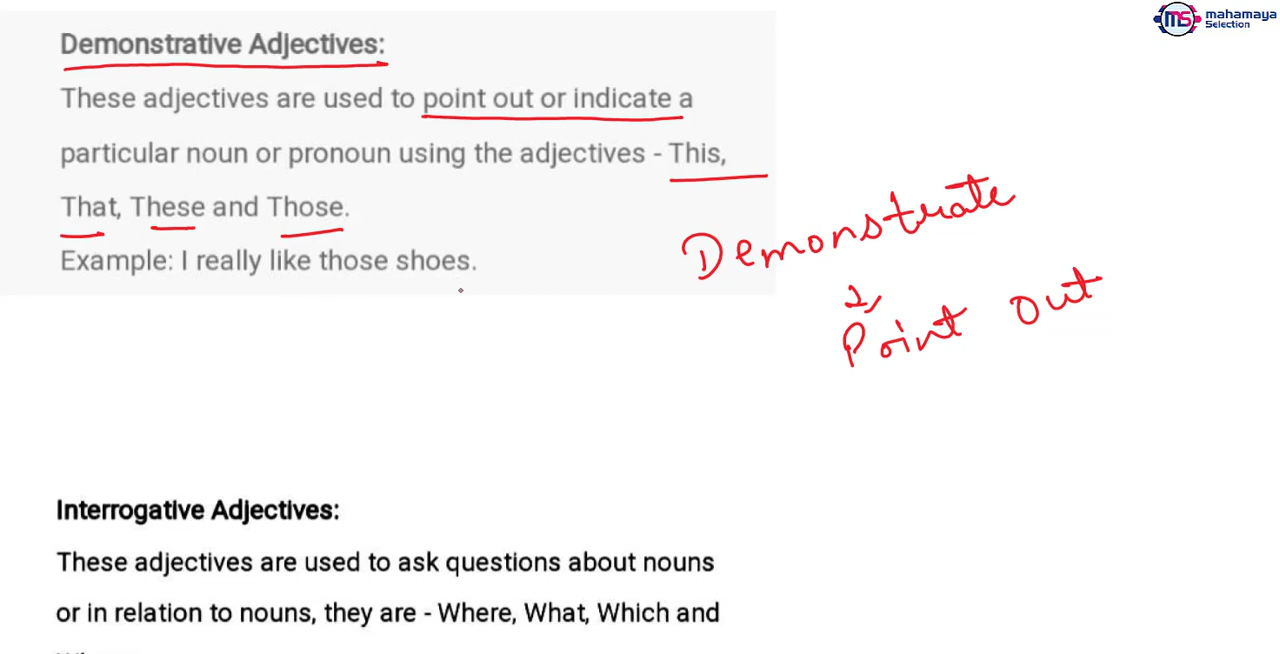 mahamaya
Selection
Demonstrative Adjectives:
These adjectives are used to point out or indicate a
particular noun or pronoun using the adjectives - This,
That, These and Those.
Example: I really like those shoes.
Demonstrate
Point Out
Interrogative Adjectives:
These adjectives are used to ask questions about nouns
or in relation to nouns, they are - Where, What, Which and